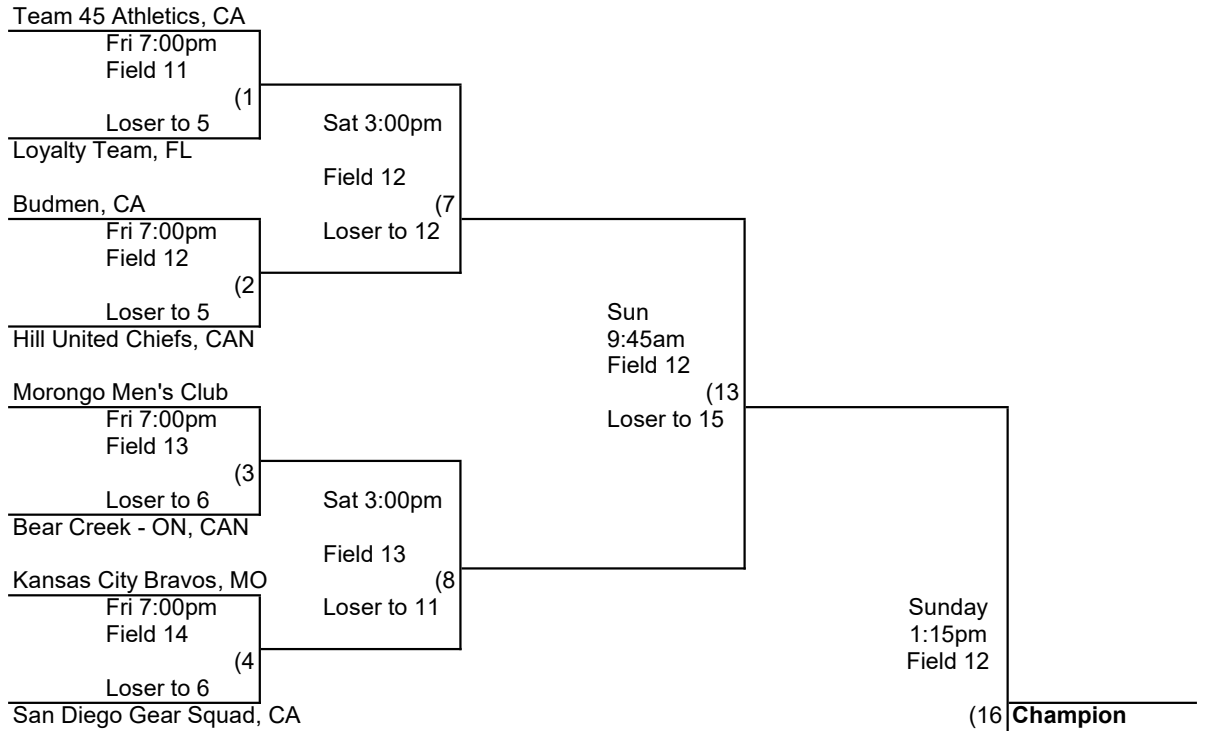 Team 45 Athletics, CA
Fri 7:00pm
Field 11
(1
Loser to 5
Loyalty Team, FL
Sat 3:00pm
Field 12
(7
Loser to 12
Budmen, CA
Fri 7:00pm
Field 12
(2
Loser to 5
Hill United Chiefs, CAN
Sun
9:45am
Field 12
(13
Loser to 15
Morongo Men's Club
Fri 7:00pm
Field 13
(3
Loser to 6
Bear Creek - ON, CAN
Sat 3:00pm
Field 13
(8
Loser to 11
Kansas City Bravos, MO
Fri 7:00pm
Field 14
(4
Loser to 6
San Diego Gear Squad, CA
Sunday
1:15pm
Field 12
(16 Champion